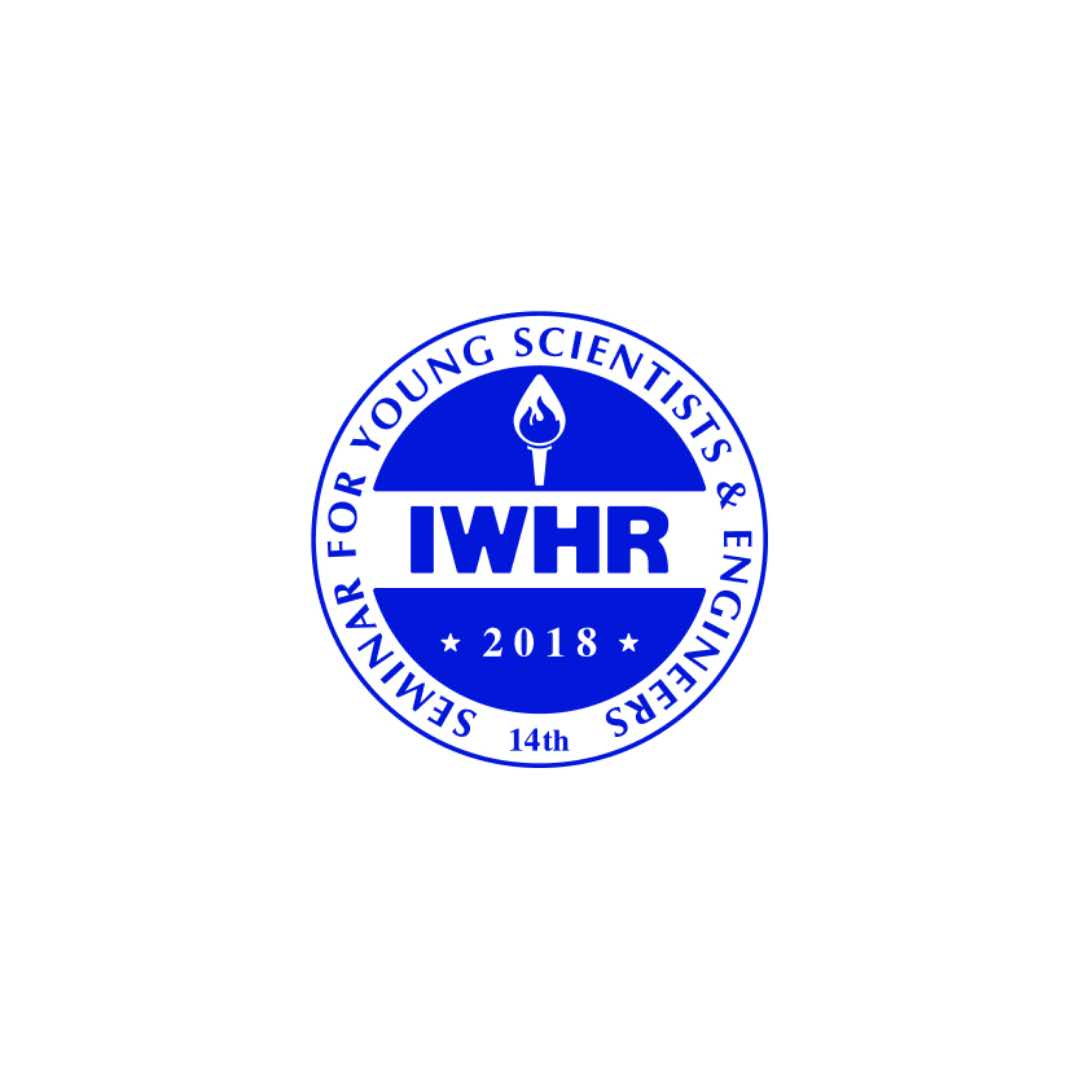 SEMINAR FOR YOUNG SCIENTISTS & ENGINEERS
IWHR
2018
14th